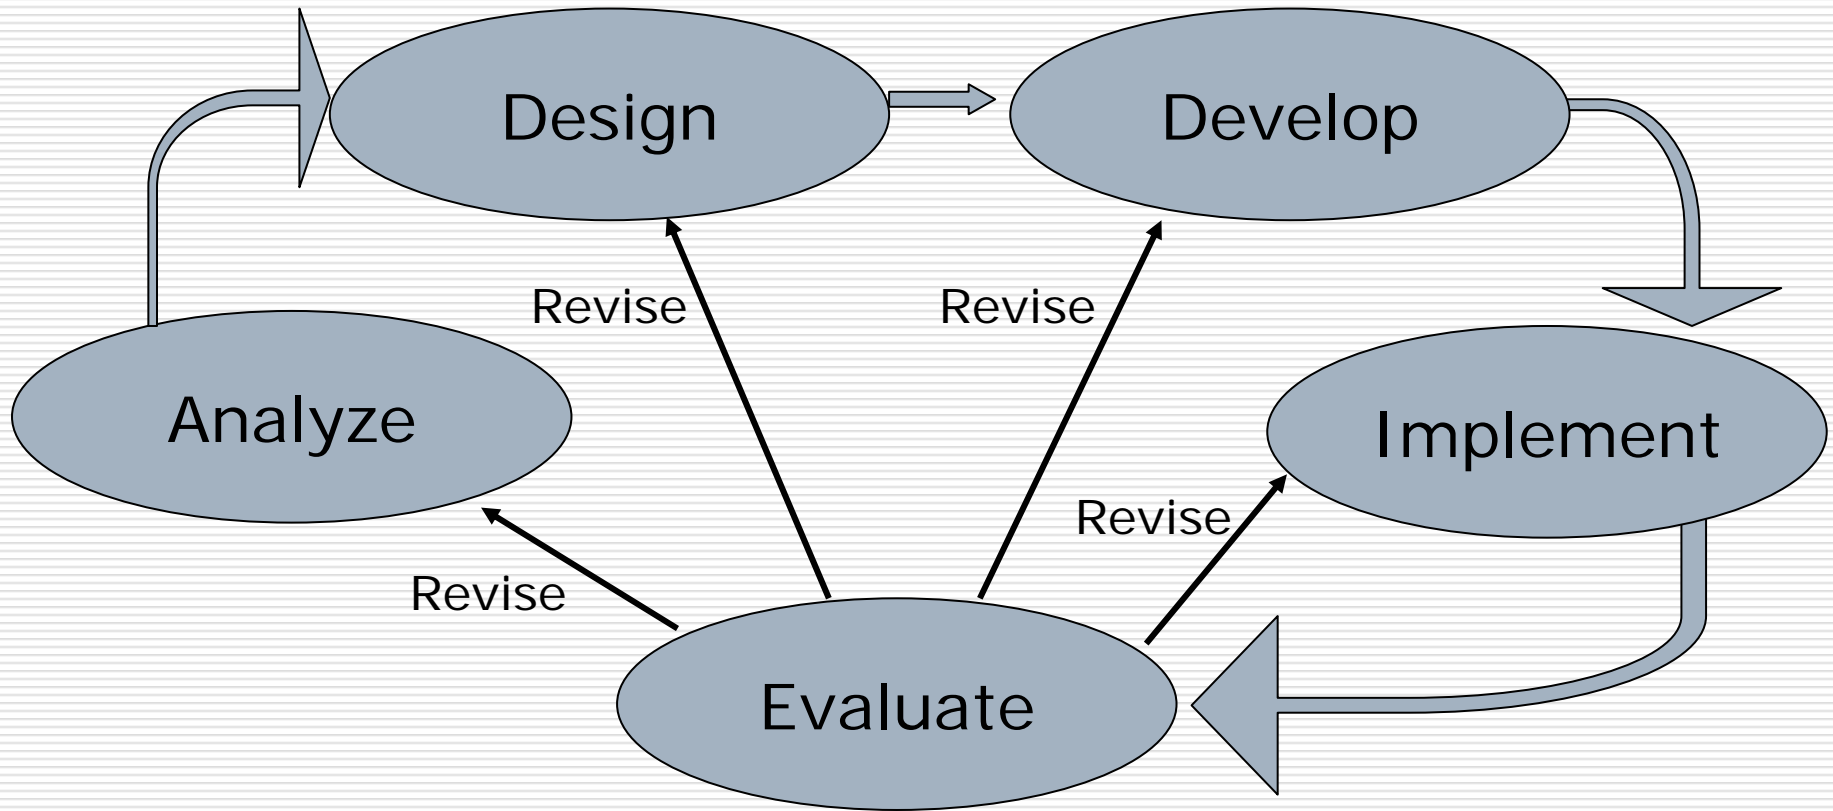 Design
Develop
Revise
Revise
Analyze
Implement
Revise
Revise
Evaluate